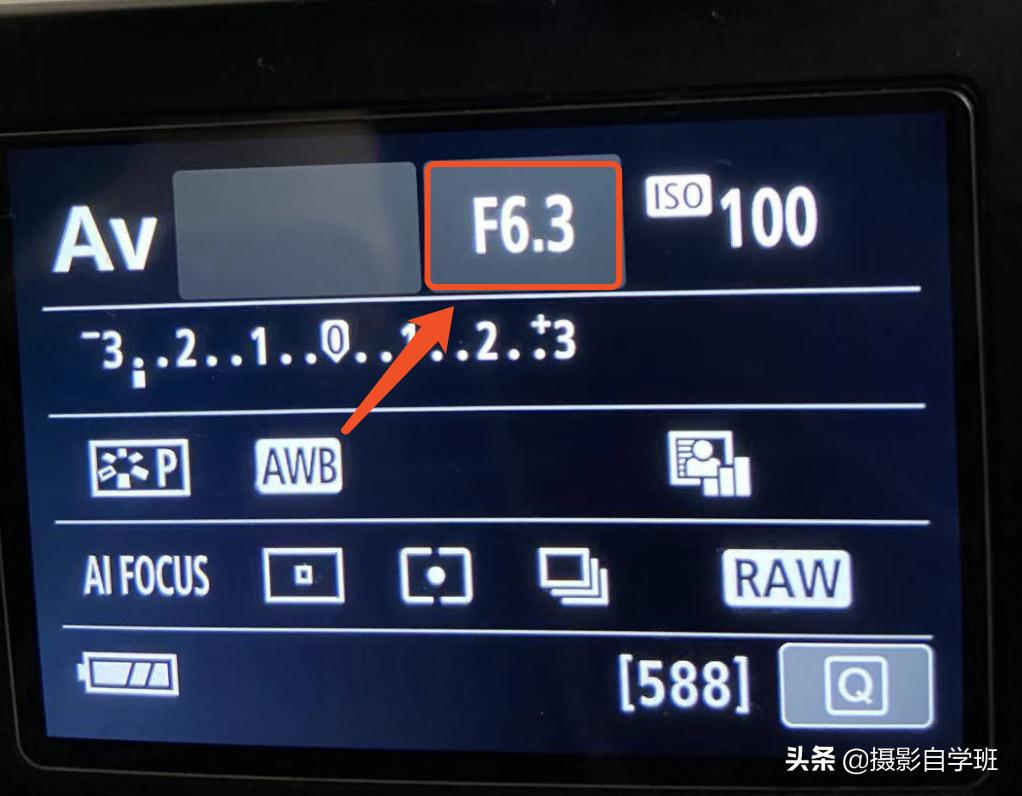 Av F6.3 ISO 100
-3..2..1..0..1..2..+3
P AWB
AI FOCUS RAW
[588] Q
头条 @摄影自学班